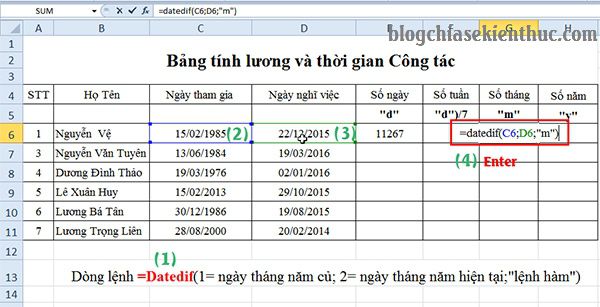 SUM =datedif(C6;D6;"m")
blogchiasekienthuc.com
A B C D E F G H
1
2 Bảng tính lương và thời gian Công tác
3
4 STT Họ Tên Ngày tham gia Ngày nghĩ việc Số ngày Số tuần Số tháng Số năm
5 "d" "d")/7 "m" "y"
6 1 Nguyễn Vệ 15/02/1985 (2) 22/12/2015 (3) 11267 =datedif(C6;D6;"m")
7 3 Nguyễn Văn Tuyên 13/06/1984 19/03/2016
(4) Enter
8 4 Dương Đình Thảo 19/03/1976 02/01/2016
9 5 Lê Xuân Huy 15/02/2013 29/10/2015
10 6 Lương Bá Tân 30/12/1986 19/08/2015
11 7 Lương Trọng Liên 28/08/2000 20/02/2014
12 (1)
13 Dòng lệnh =Datedif(1= ngày tháng năm củ; 2= ngày tháng năm hiện tại;"lệnh hàm")
14